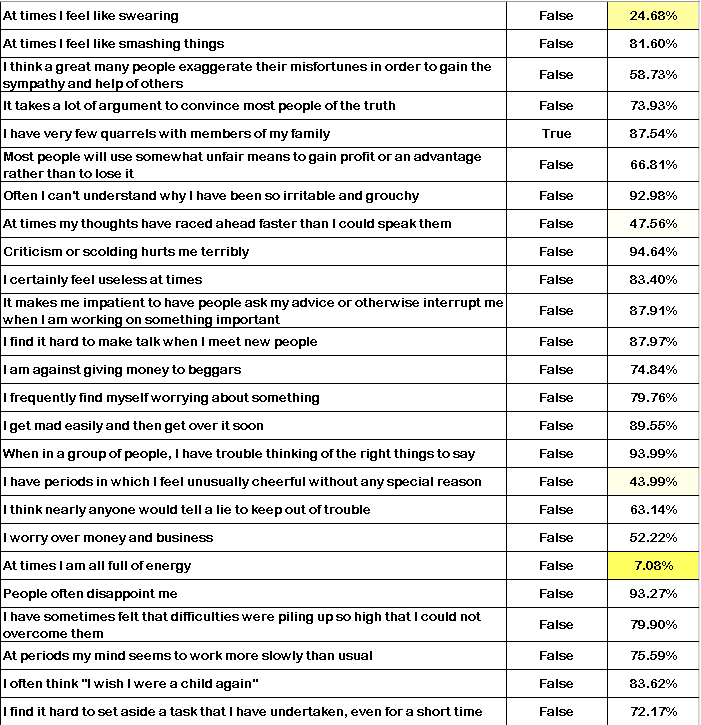 At times I feel like swearing False 24.68%
At times I feel like smashing things False 81.60%
I think a great many people exaggerate their misfortunes in order to gain the
sympathy and help of others False 58.73%
It takes a lot of argument to convince most people of the truth False 73.93%
I have very few quarrels with members of my family True 87.54%
Most people will use somewhat unfair means to gain profit or an advantage
rather than to lose it False 66.81%
Often I can't understand why I have been so irritable and grouchy False 92.98%
At times my thoughts have raced ahead faster than I could speak them False 47.56%
Criticism or scolding hurts me terribly False 94.64%
I certainly feel useless at times False 83.40%
It makes me impatient to have people ask my advice or otherwise interrupt me
when I am working on something important False 87.91%
I find it hard to make talk when I meet new people False 87.97%
I am against giving money to beggars False 74.84%
I frequently find myself worrying about something False 79.76%
I get mad easily and then get over it soon False 89.55%
When in a group of people, I have trouble thinking of the right things to say False 93.99%
I have periods in which I feel unusually cheerful without any special reason False 43.99%
I think nearly anyone would tell a lie to keep out of trouble False 63.14%
I worry over money and business False 52.22%
At times I am all full of energy False 7.08%
People often disappoint me False 93.27%
I have sometimes felt that difficulties were piling up so high that I could not
overcome them False 79.90%
At periods my mind seems to work more slowly than usual False 75.59%
I often think "I wish I were a child again" False 83.62%
I find it hard to set aside a task that I have undertaken, even for a short time False 72.17%